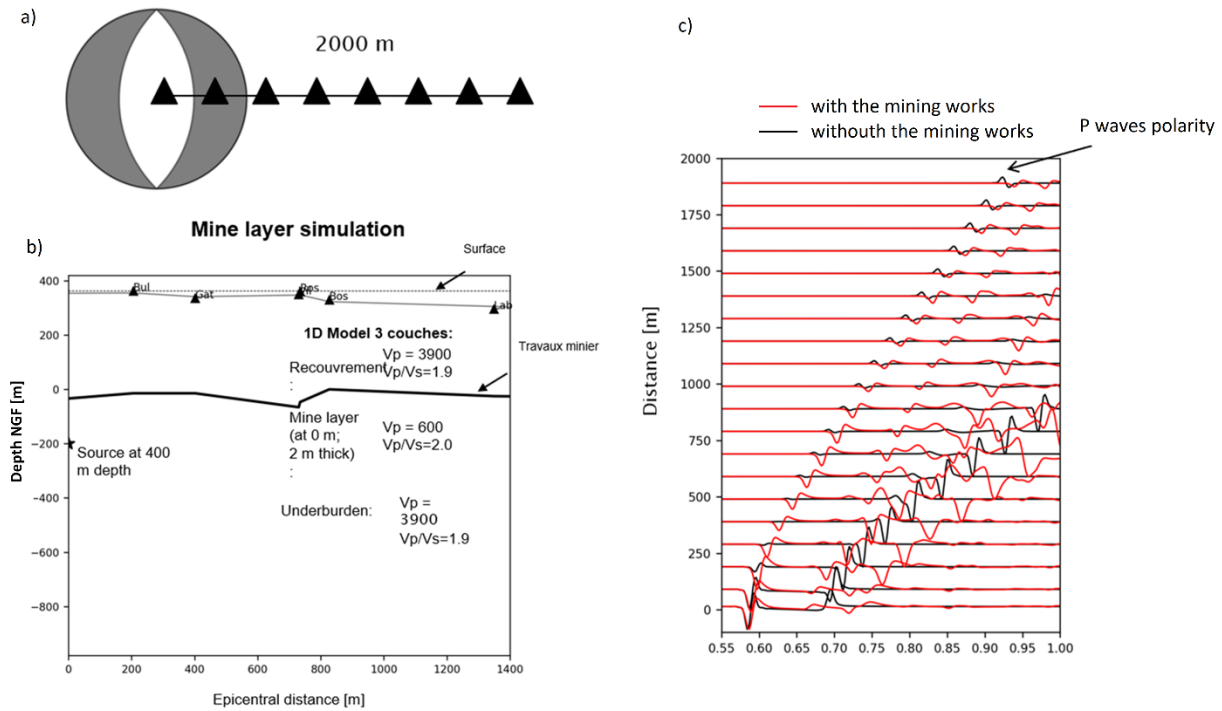 a)
2000 m
Mine layer simulation
b)
Surface
400
200
0
−200
−400
−600
−800
Depth NGF [m]
Bul
Gat
Ros
Bos
Lab
1D Model 3 couches:
Vp = 3900
Recouvrement
Vp/Vs=1.9
:
Travaux minier
Mine layer
(at 0 m;
2 m thick)
:
Vp = 600
Vp/Vs=2.0
Source at 400
m depth
Underburden:
Vp =
3900
Vp/Vs=1.9
0
200
400
600
800
1000
1200
1400
Epicentral distance [m]
c)
with the mining works
withouth the mining works
P waves polarity
2000
1750
1500
1250
1000
750
500
250
0
Distance [m]
0.55
0.60
0.65
0.70
0.75
0.80
0.85
0.90
0.95
1.00